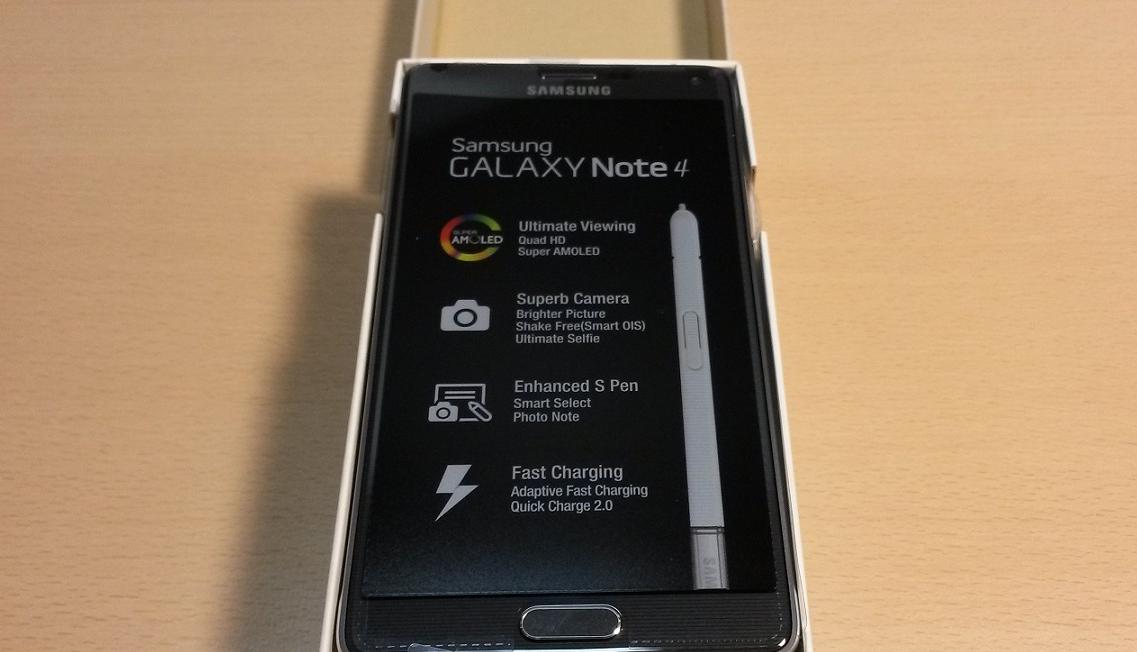 SAMSUNG
Samsung
GALAXY Note 4
SUPER
AMOLED
Ultimate Viewing
Quad HD
Super AMOLED
Superb Camera
Brighter Picture
Shake Free(Smart OIS)
Ultimate Selfie
Enhanced S Pen
Smart Select
Photo Note
Fast Charging
Adaptive Fast Charging
Quick Charge 2.0
SAM